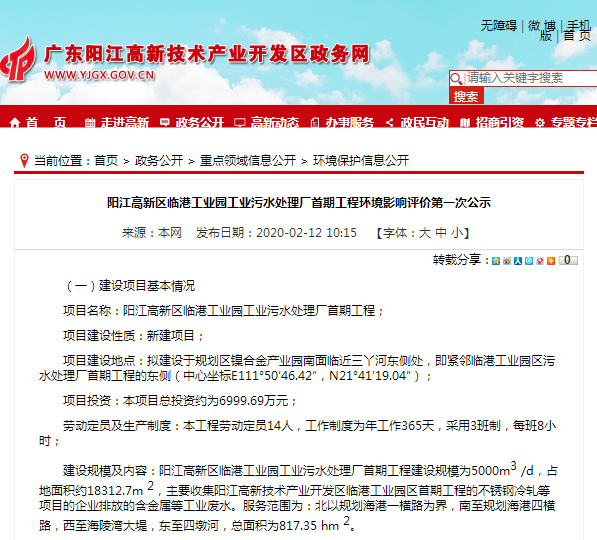 无障碍 | 微 博 | 手机
版 | 首 页
广东阳江高新技术产业开发区政务网
WWW.YJGX.GOV.CN
请输入关键字搜索
搜索
首 页 走进高新 政务公开 高新动态 办事服务 政民互动 招商引资 专题专栏
当前位置：首页 > 政务公开 > 重点领域信息公开 > 环境保护信息公开
阳江高新区临港工业园工业污水处理厂首期工程环境影响评价第一次公示
来源：本网 发布日期：2020-02-12 10:15 【字体：大 中 小】
转载分享： 0
（一）建设项目基本情况
项目名称：阳江高新区临港工业园工业污水处理厂首期工程；
项目建设性质：新建项目；
项目建设地点：拟建设于规划区镍合金产业园南面临近三丫河东侧处，即紧邻临港工业园区污
水处理厂首期工程的东侧（中心坐标E111°50′46.42″，N21°41′19.04″）；
项目投资：本项目总投资约为6999.69万元；
劳动定员及生产制度：本工程劳动定员14人，工作制度为年工作365天，采用3班制，每班8小
时；
建设规模及内容：阳江高新区临港工业园工业污水处理厂首期工程建设规模为5000m³ /d，占
地面积约18312.7m ²，主要收集阳江高新技术产业开发区临港工业园区首期工程的不锈钢冷轧等
项目的企业排放的含金属等工业废水。服务范围为：北以规划海港一横路为界，南至规划海港四横
路，西至海陵湾大堤，东至四墩河，总面积为817.35 hm ²。